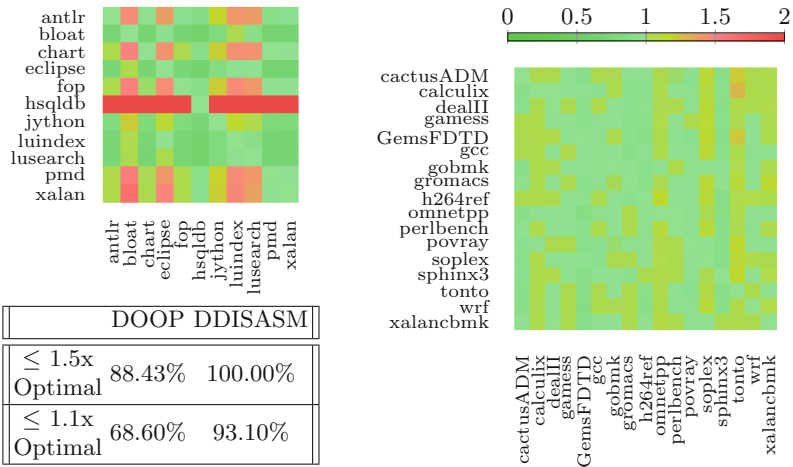 antlr
bloat
chart
eclipse
fop
hsqldb
jython
luindex
lusearch
pmd
xalan
antlr
bloat
chart
eclipse
fop
hsqldb
jython
luindex
lusearch
pmd
xalan
DOOP DDISASM
≤ 1.5x
Optimal 88.43% 100.00%
≤ 1.1x
Optimal 68.60% 93.10%
0 0.5 1 1.5 2
cactusADM
calculix
dealII
gamess
GemsFDTD
gcc
gobmk
gromacs
h264ref
omnetpp
perlbench
povray
soplex
sphinx3
tonto
wrf
xalancbmk
cactusADM
calculix
dealII
gamess
GemsFDTD
gcc
gobmk
gromacs
h264ref
omnetpp
perlbench
povray
soplex
sphinx3
tonto
wrf
xalancbmk